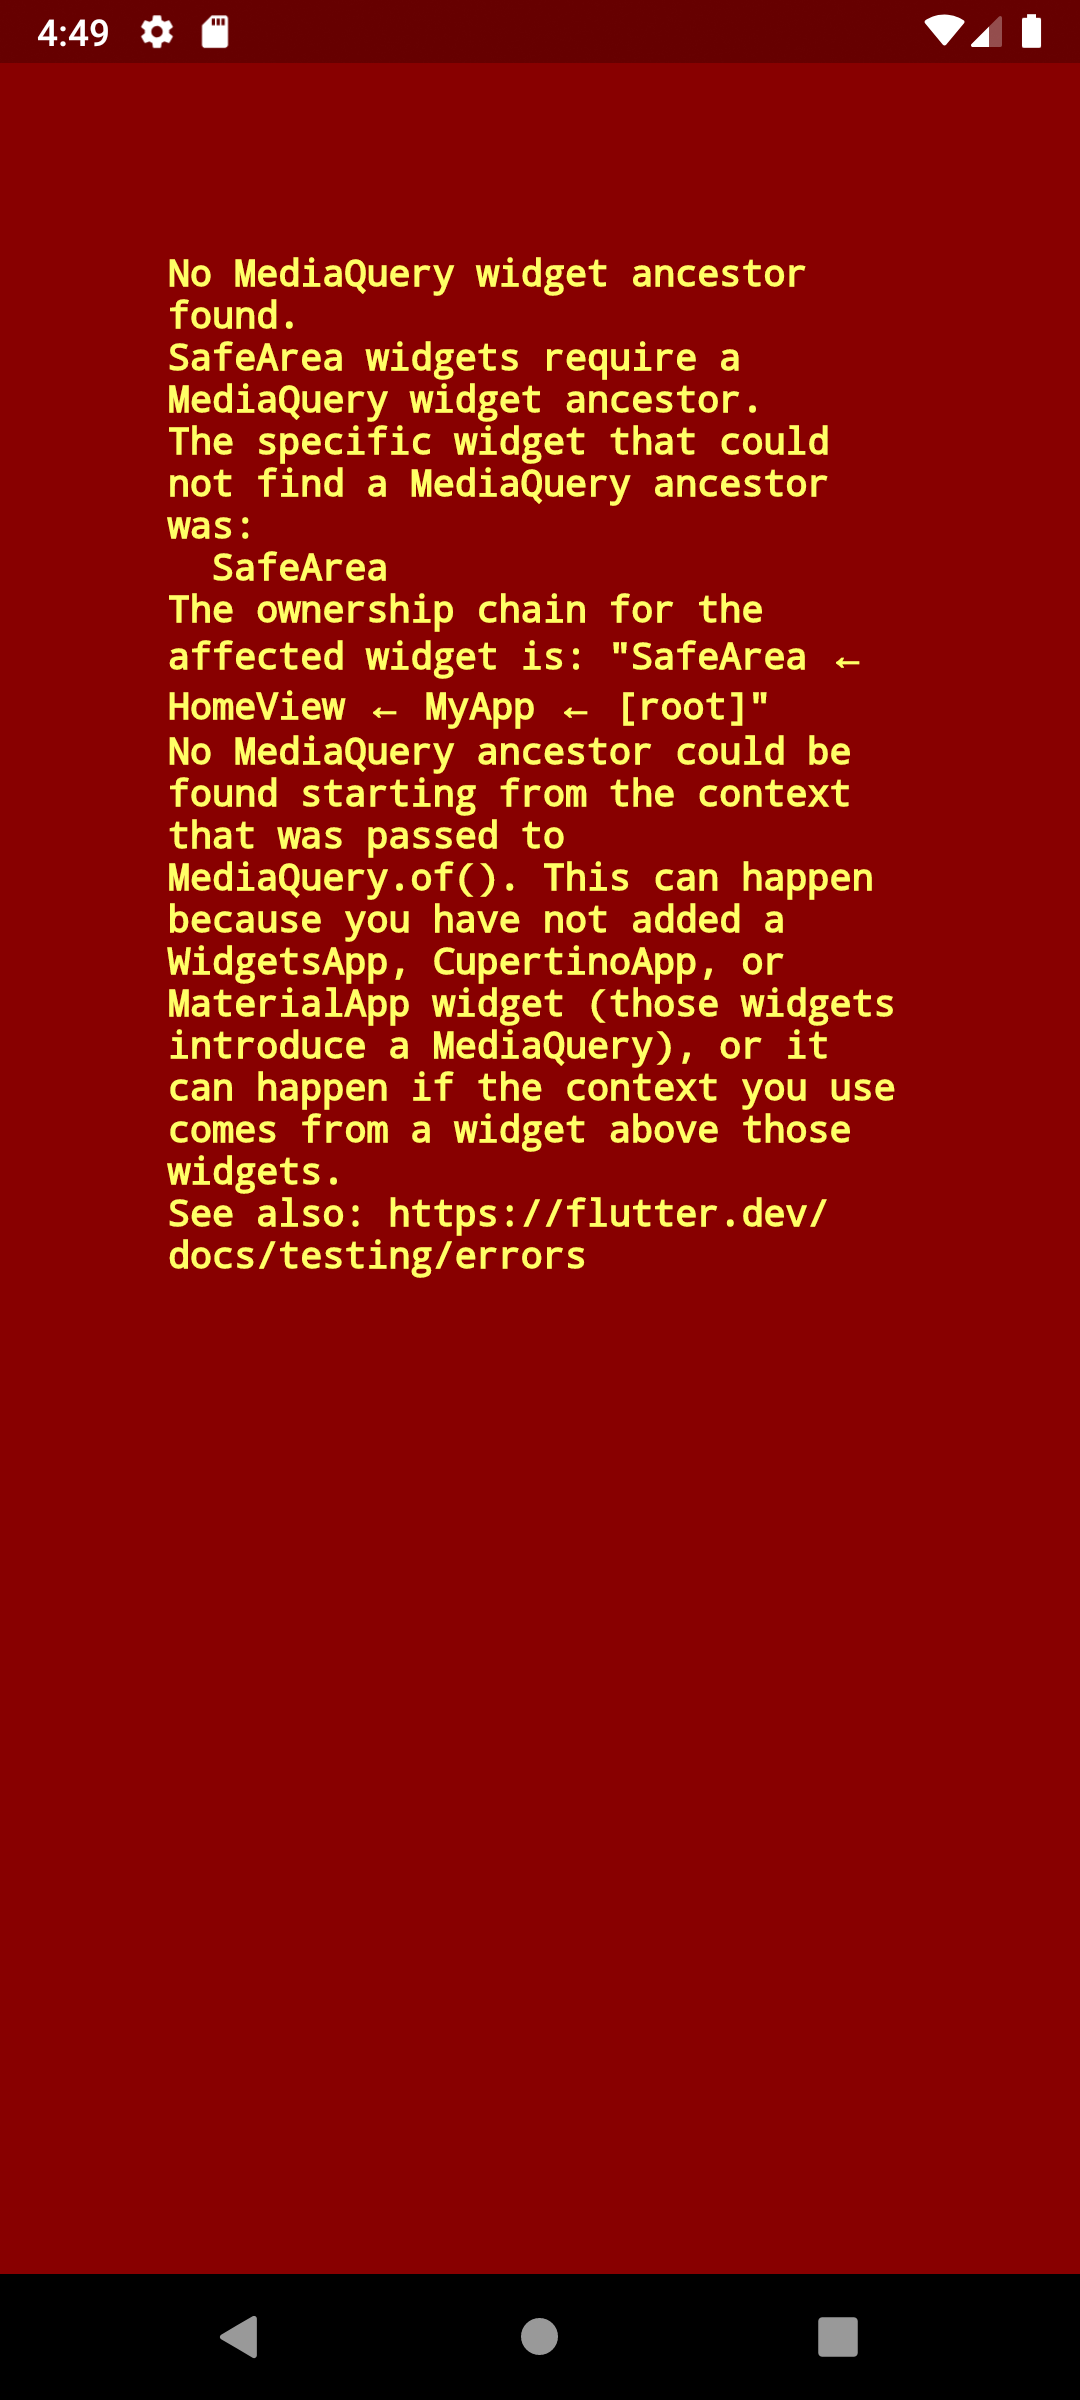 4:49
No MediaQuery widget ancestor
found.
SafeArea widgets require a
MediaQuery widget ancestor.
The specific widget that could
not find a MediaQuery ancestor
was:
  SafeArea
The ownership chain for the
affected widget is: "SafeArea ←
HomeView ← MyApp ← [root]"
No MediaQuery ancestor could be
found starting from the context
that was passed to
MediaQuery.of(). This can happen
because you have not added a
WidgetsApp, CupertinoApp, or
MaterialApp widget (those widgets
introduce a MediaQuery), or it
can happen if the context you use
comes from a widget above those
widgets.
See also: https://flutter.dev/
docs/testing/errors